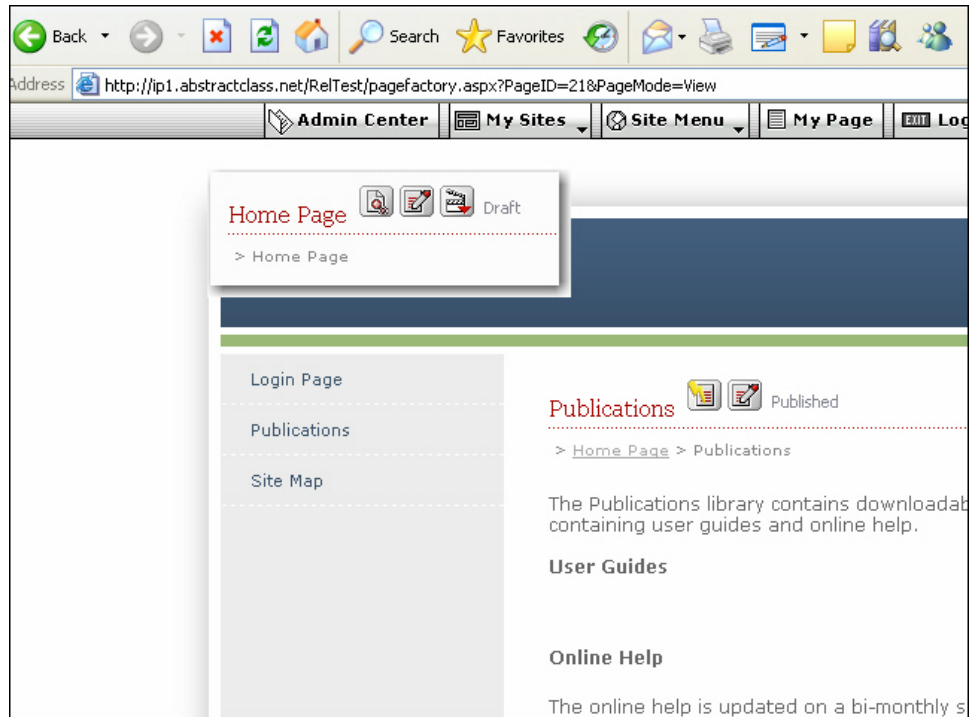 Back Search Favorites
Address http://ip1.abstractclass.net/RelTest/pagefactory.aspx?PageID=21&PageMode=View
Admin Center My Sites Site Menu My Page EXIT Log
Home Page Draft
> Home Page
Login Page
Publications
Site Map
Publications Published
> Home Page > Publications
The Publications library contains downloadab
containing user guides and online help.
User Guides
Online Help
The online help is updated on a bi-monthly s